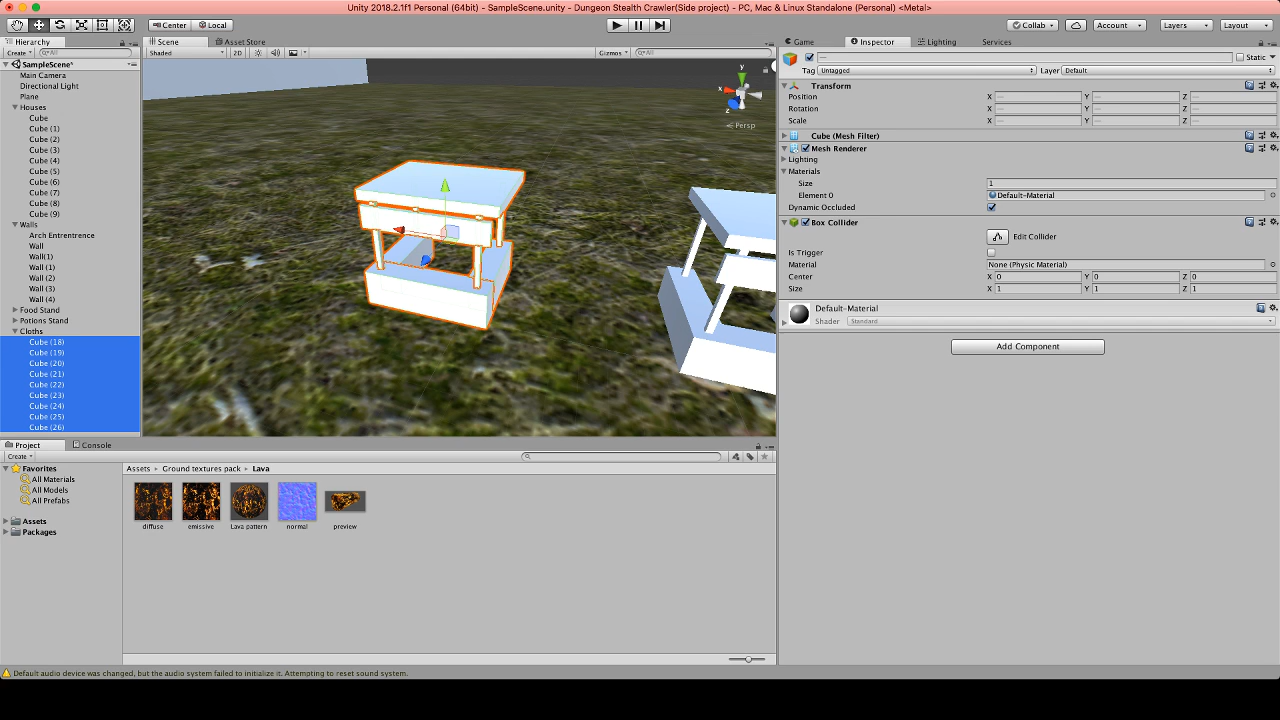 Unity 2018.2.1f1 Personal (64bit) - SampleScene.unity - Dungeon Stealth Crawler(Side project) - PC, Mac & Linux Standalone (Personal) <Metal>
Center Local Collab Account Layers Layout
Hierarchy
Create All
SampleScene*
Main Camera
Directional Light
Plane
Houses
Cube
Cube (1)
Cube (2)
Cube (3)
Cube (4)
Cube (5)
Cube (6)
Cube (7)
Cube (8)
Cube (9)
Walls
Arch Entrentrence
Wall
Wall(1)
Wall (1)
Wall (2)
Wall (3)
Wall (4)
Food Stand
Potions Stand
Cloths
Cube (18)
Cube (19)
Cube (20)
Cube (21)
Cube (22)
Cube (23)
Cube (24)
Cube (25)
Cube (26)
Scene Asset Store
Shaded 2D Gizmos All
y
x
z
Persp
Game Inspector Lighting Services
Static
Tag Untagged Layer Default
Transform
Position X — Y — Z —
Rotation X — Y — Z —
Scale X — Y — Z —
Cube (Mesh Filter)
Mesh Renderer
Lighting
Materials
Size 1
Element 0 Default-Material
Dynamic Occluded
Box Collider
Edit Collider
Is Trigger
Material None (Physic Material)
Center X 0 Y 0 Z 0
Size X 1 Y 1 Z 1
Default-Material
Shader Standard
Add Component
Project Console
Create
Favorites
All Materials
All Models
All Prefabs
Assets
Packages
Assets Ground textures pack Lava
diffuse emissive Lava pattern normal preview
Default audio device was changed, but the audio system failed to initialize it. Attempting to reset sound system.